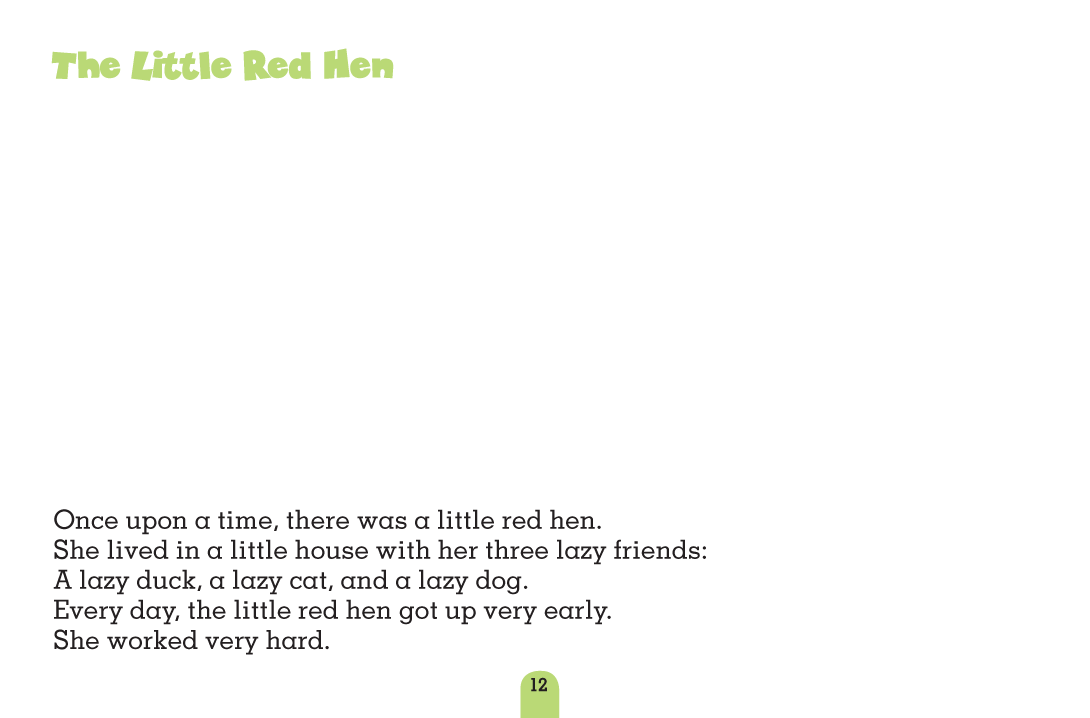 The Little Red Hen
Once upon a time, there was a little red hen.
She lived in a little house with her three lazy friends:
A lazy duck, a lazy cat, and a lazy dog.
Every day, the little red hen got up very early.
She worked very hard.
12